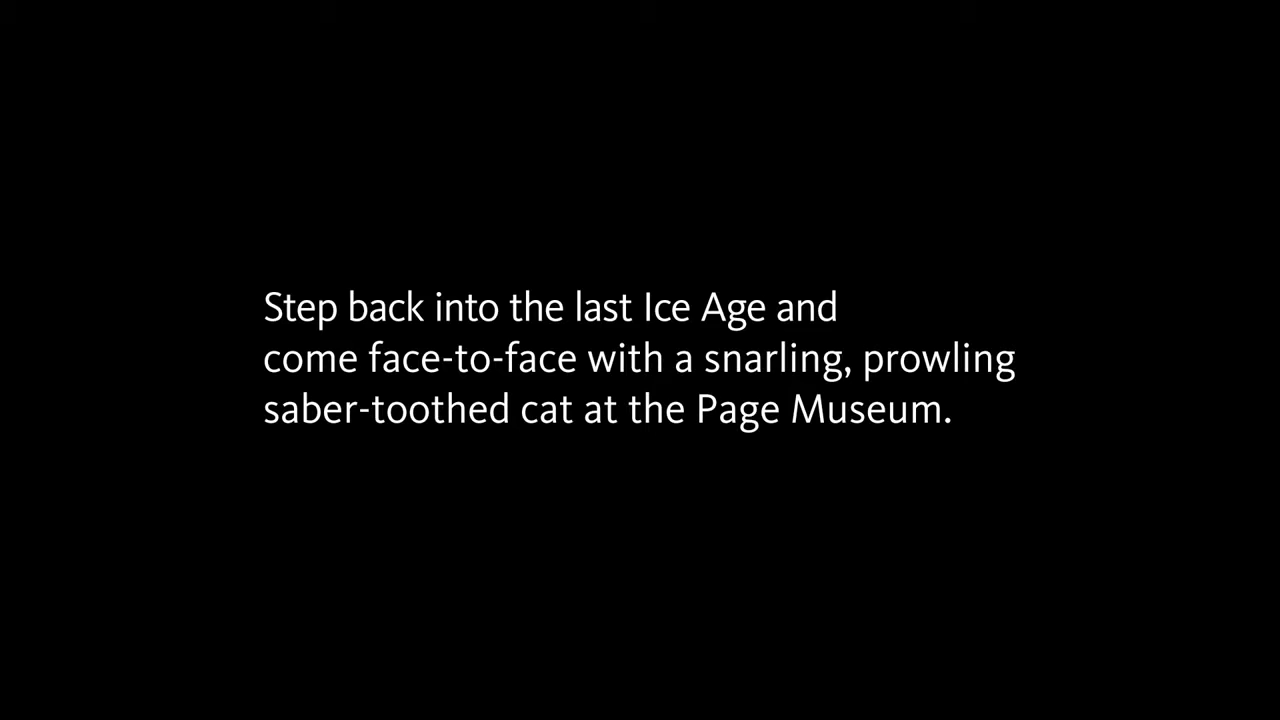 Step back into the last Ice Age and
come face-to-face with a snarling, prowling
saber-toothed cat at the Page Museum.